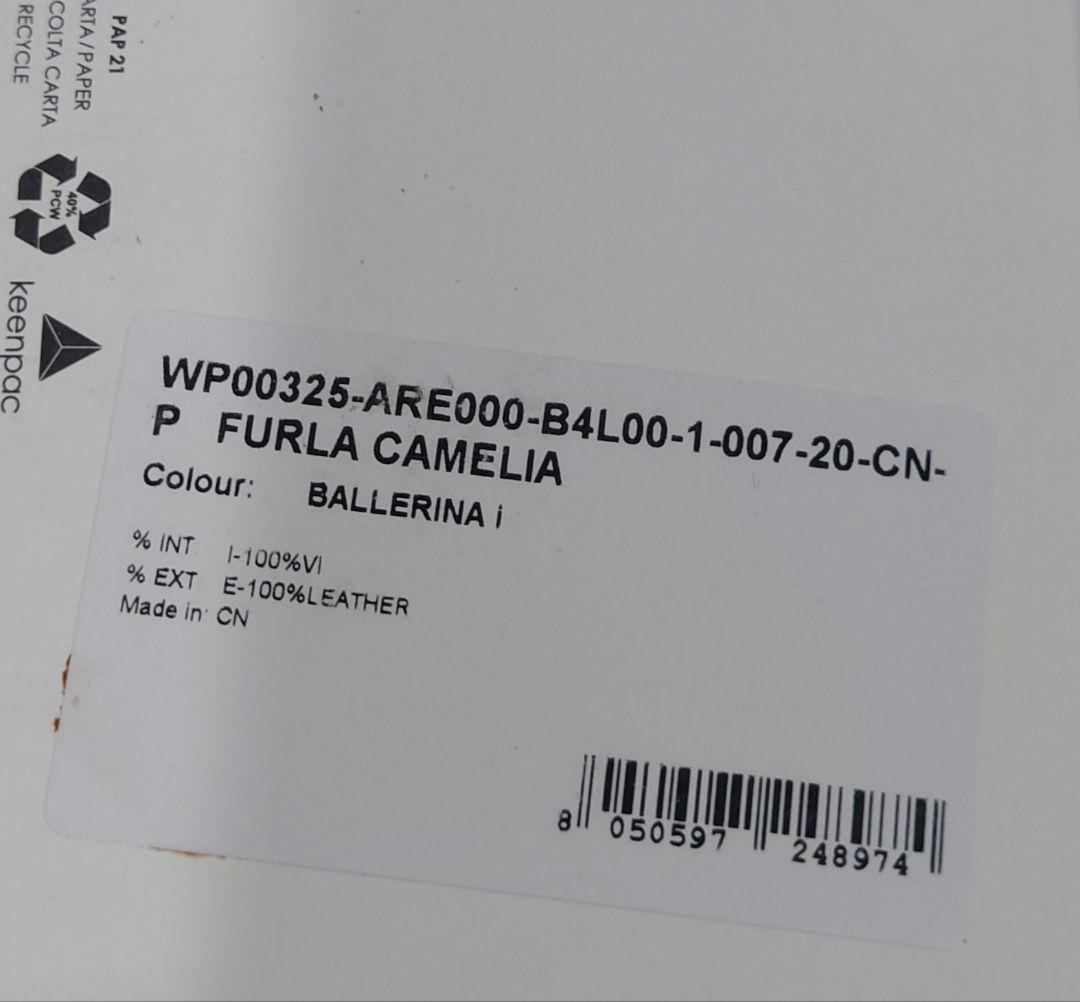 PAP 21
ARTA / PAPER
COLTA CARTA
RECYCLE
40%
PCW
keenpac
WP00325-ARE000-B4L00-1-007-20-CN-
P FURLA CAMELIA
Colour: BALLERINA i
% INT I-100%VI
% EXT E-100%LEATHER
Made in: CN
8 050597 248974